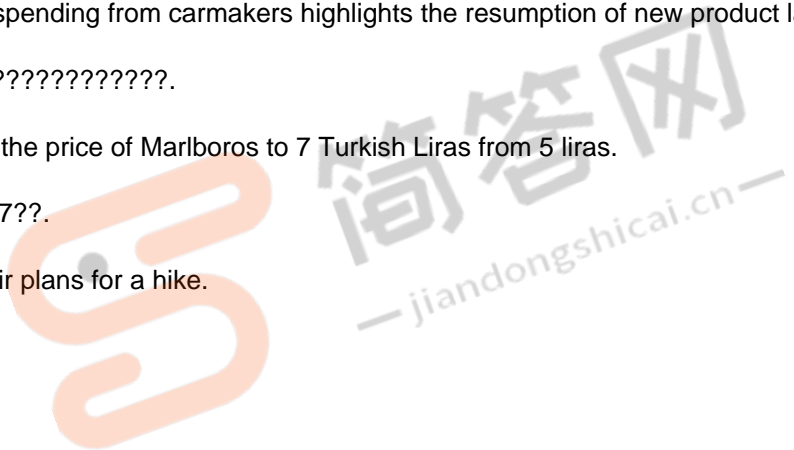 spending from carmakers highlights the resumption of new product
????????????.
the price of Marlboros to 7 Turkish Liras from 5 liras.
7??.
ir plans for a hike.
简答网
jiandongshicai.cn